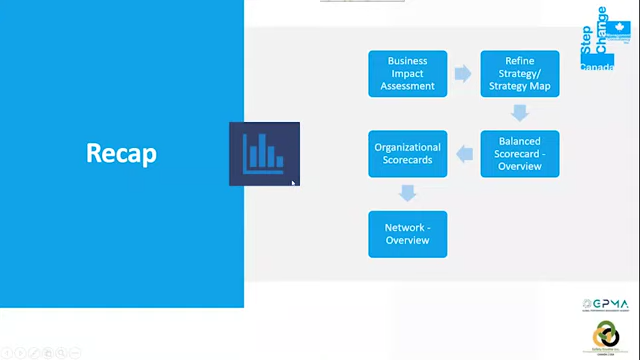 Recap
Business
Impact
Assessment
Refine
Strategy/
Strategy Map
Balanced
Scorecard -
Overview
Organizational
Scorecards
Network -
Overview
Step
Change
Canada
GPMA